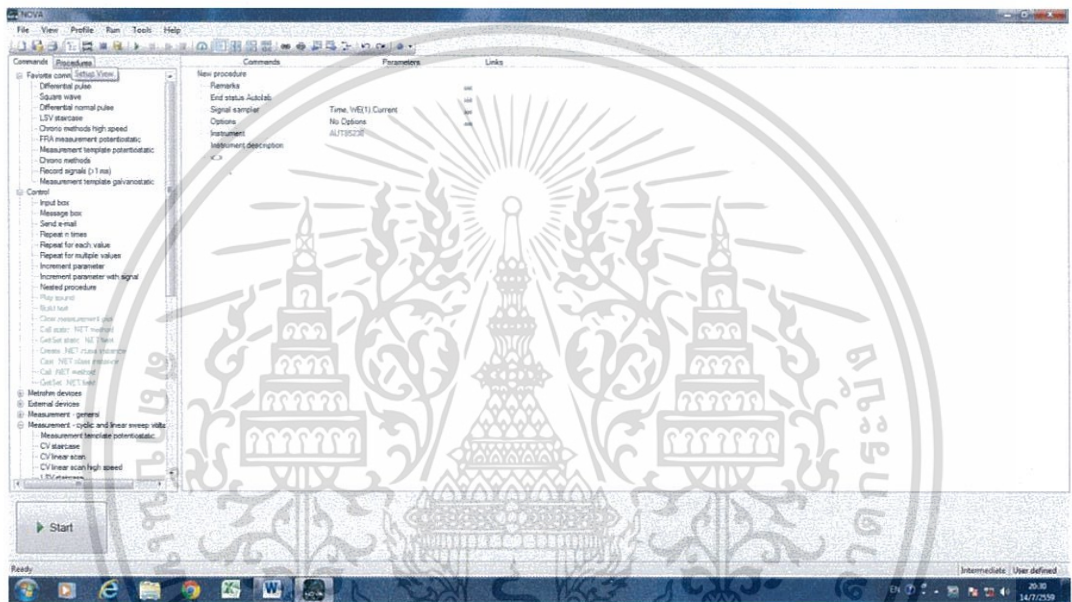 NOVA
File View Profile Run Tools Help
Commands Procedures
Setup View
Favorite comm
Differential pulse
Square wave
Differential normal pulse
LSV staircase
Chrono methods high speed
FRA measurement potentiostatic
Measurement template potentiostatic
Chrono methods
Record signals (>1 ms)
Measurement template galvanostatic
Control
Input box
Message box
Send e-mail
Repeat n times
Repeat for each value
Repeat for multiple values
Increment parameter
Increment parameter with signal
Nested procedure
Play sound
Build text
Metrohm devices
External devices
Measurement - general
Measurement - cyclic and linear sweep volta
Measurement template potentiostatic
CV staircase
CV linear scan
CV linear scan high speed
LSV staircase
Commands Parameters Links
New procedure
Remarks
End status Autolab
Signal sampler Time, WE(1).Current
Options No Options
Instrument
Instrument description
<..>
Start
Ready
Intermediate User defined
EN
20:30
14/7/2559